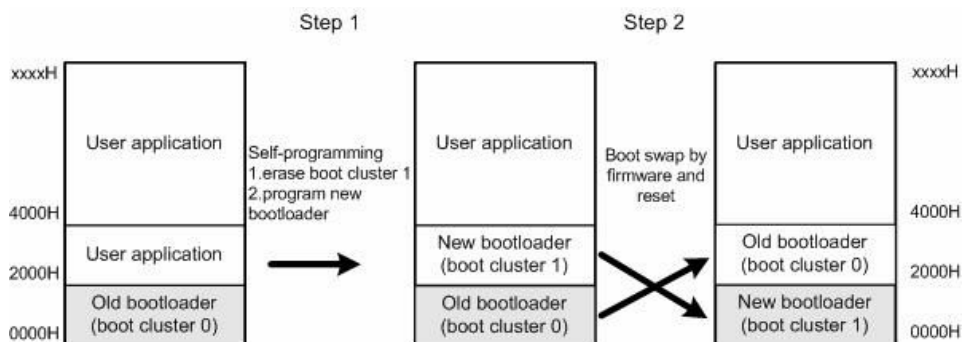 Step 1
Step 2
xxxxH
User application
4000H
User application
2000H
Old bootloader
(boot cluster 0)
0000H
Self-programming
1.erase boot cluster 1
2.program new
bootloader
User application
New bootloader
(boot cluster 1)
Old bootloader
(boot cluster 0)
Boot swap by
firmware and
reset
User application
Old bootloader
(boot cluster 0)
New bootloader
(boot cluster 1)
xxxxH
4000H
2000H
0000H